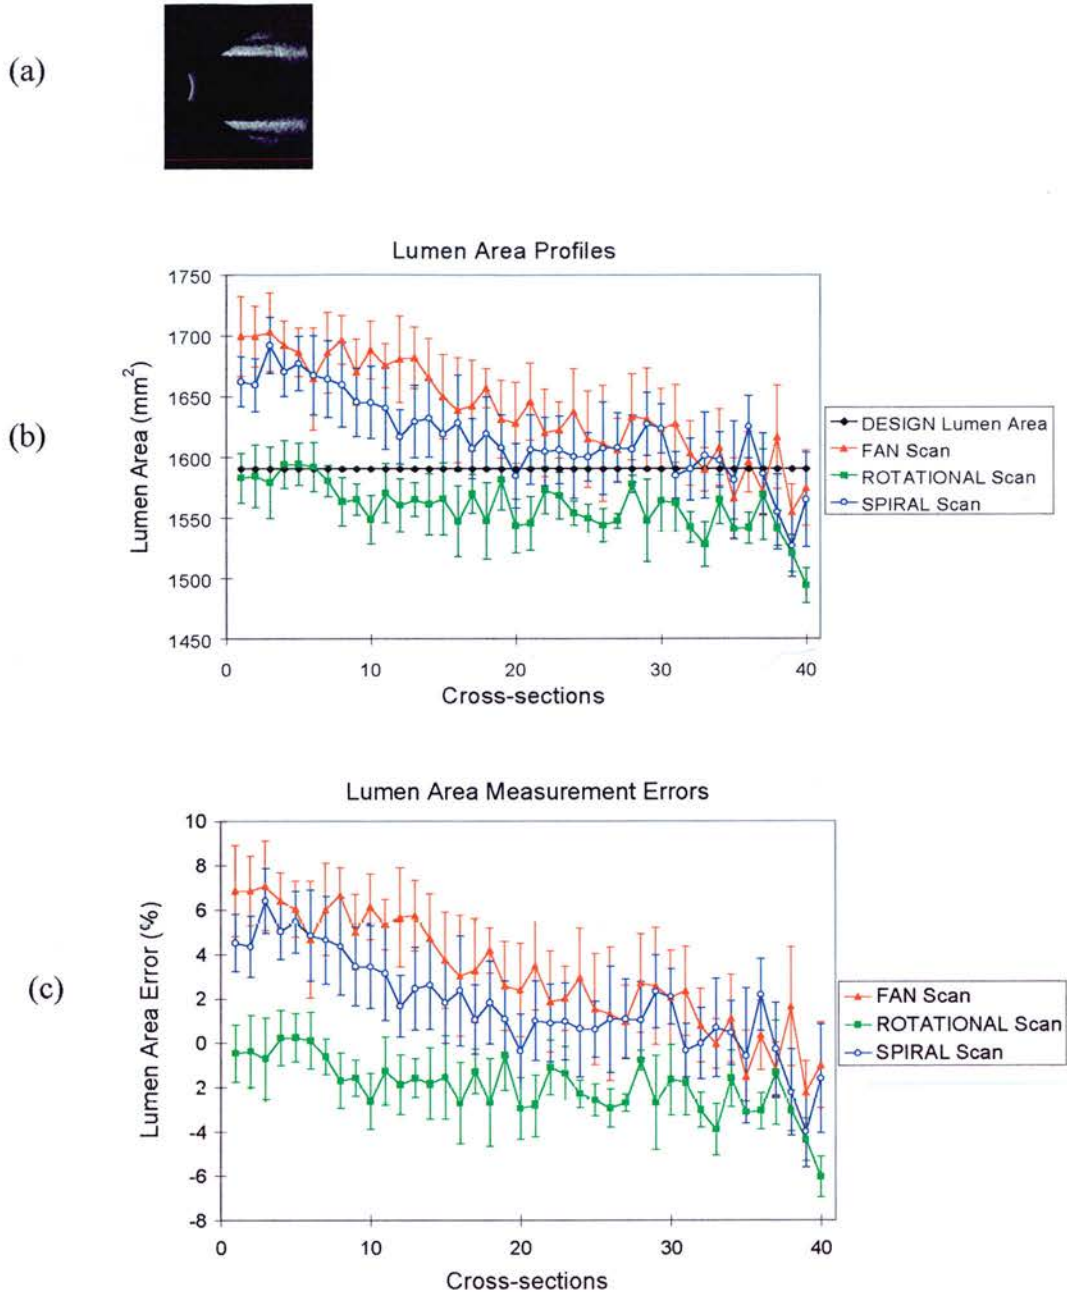 (a)
Lumen Area Profiles
1750
1700
1650
1600
1550
1500
1450
Lumen Area (mm²)
(b)
0 10 20 30 40
Cross-sections
DESIGN Lumen Area
FAN Scan
ROTATIONAL Scan
SPIRAL Scan
Lumen Area Measurement Errors
10
8
6
4
2
0
-2
-4
-6
-8
Lumen Area Error (%)
(c)
0 10 20 30 40
Cross-sections
FAN Scan
ROTATIONAL Scan
SPIRAL Scan